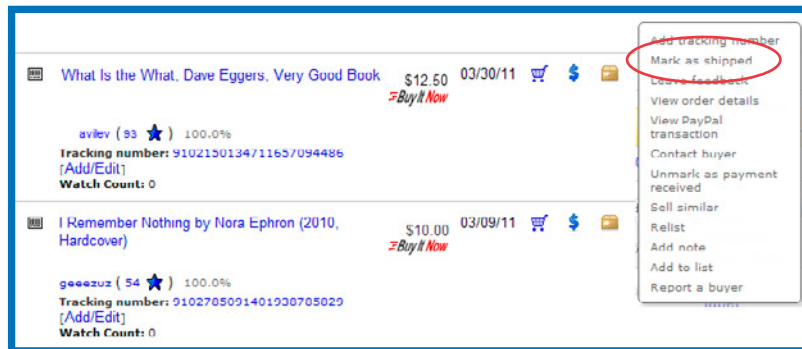 What Is the What, Dave Eggers, Very Good Book
$12.50
Buy It Now
03/30/11
avilev ( 93 ) 100.0%
Tracking number: 9102150134711657094486
[Add/Edit]
Watch Count: 0
I Remember Nothing by Nora Ephron (2010,
Hardcover)
$10.00
Buy It Now
03/09/11
geeezuz ( 54 ) 100.0%
Tracking number: 9102785091401938785829
[Add/Edit]
Watch Count: 0
Add tracking number
Mark as shipped
Leave feedback
View order details
View PayPal
transaction
Contact buyer
Unmark as payment
received
Sell similar
Relist
Add note
Add to list
Report a buyer